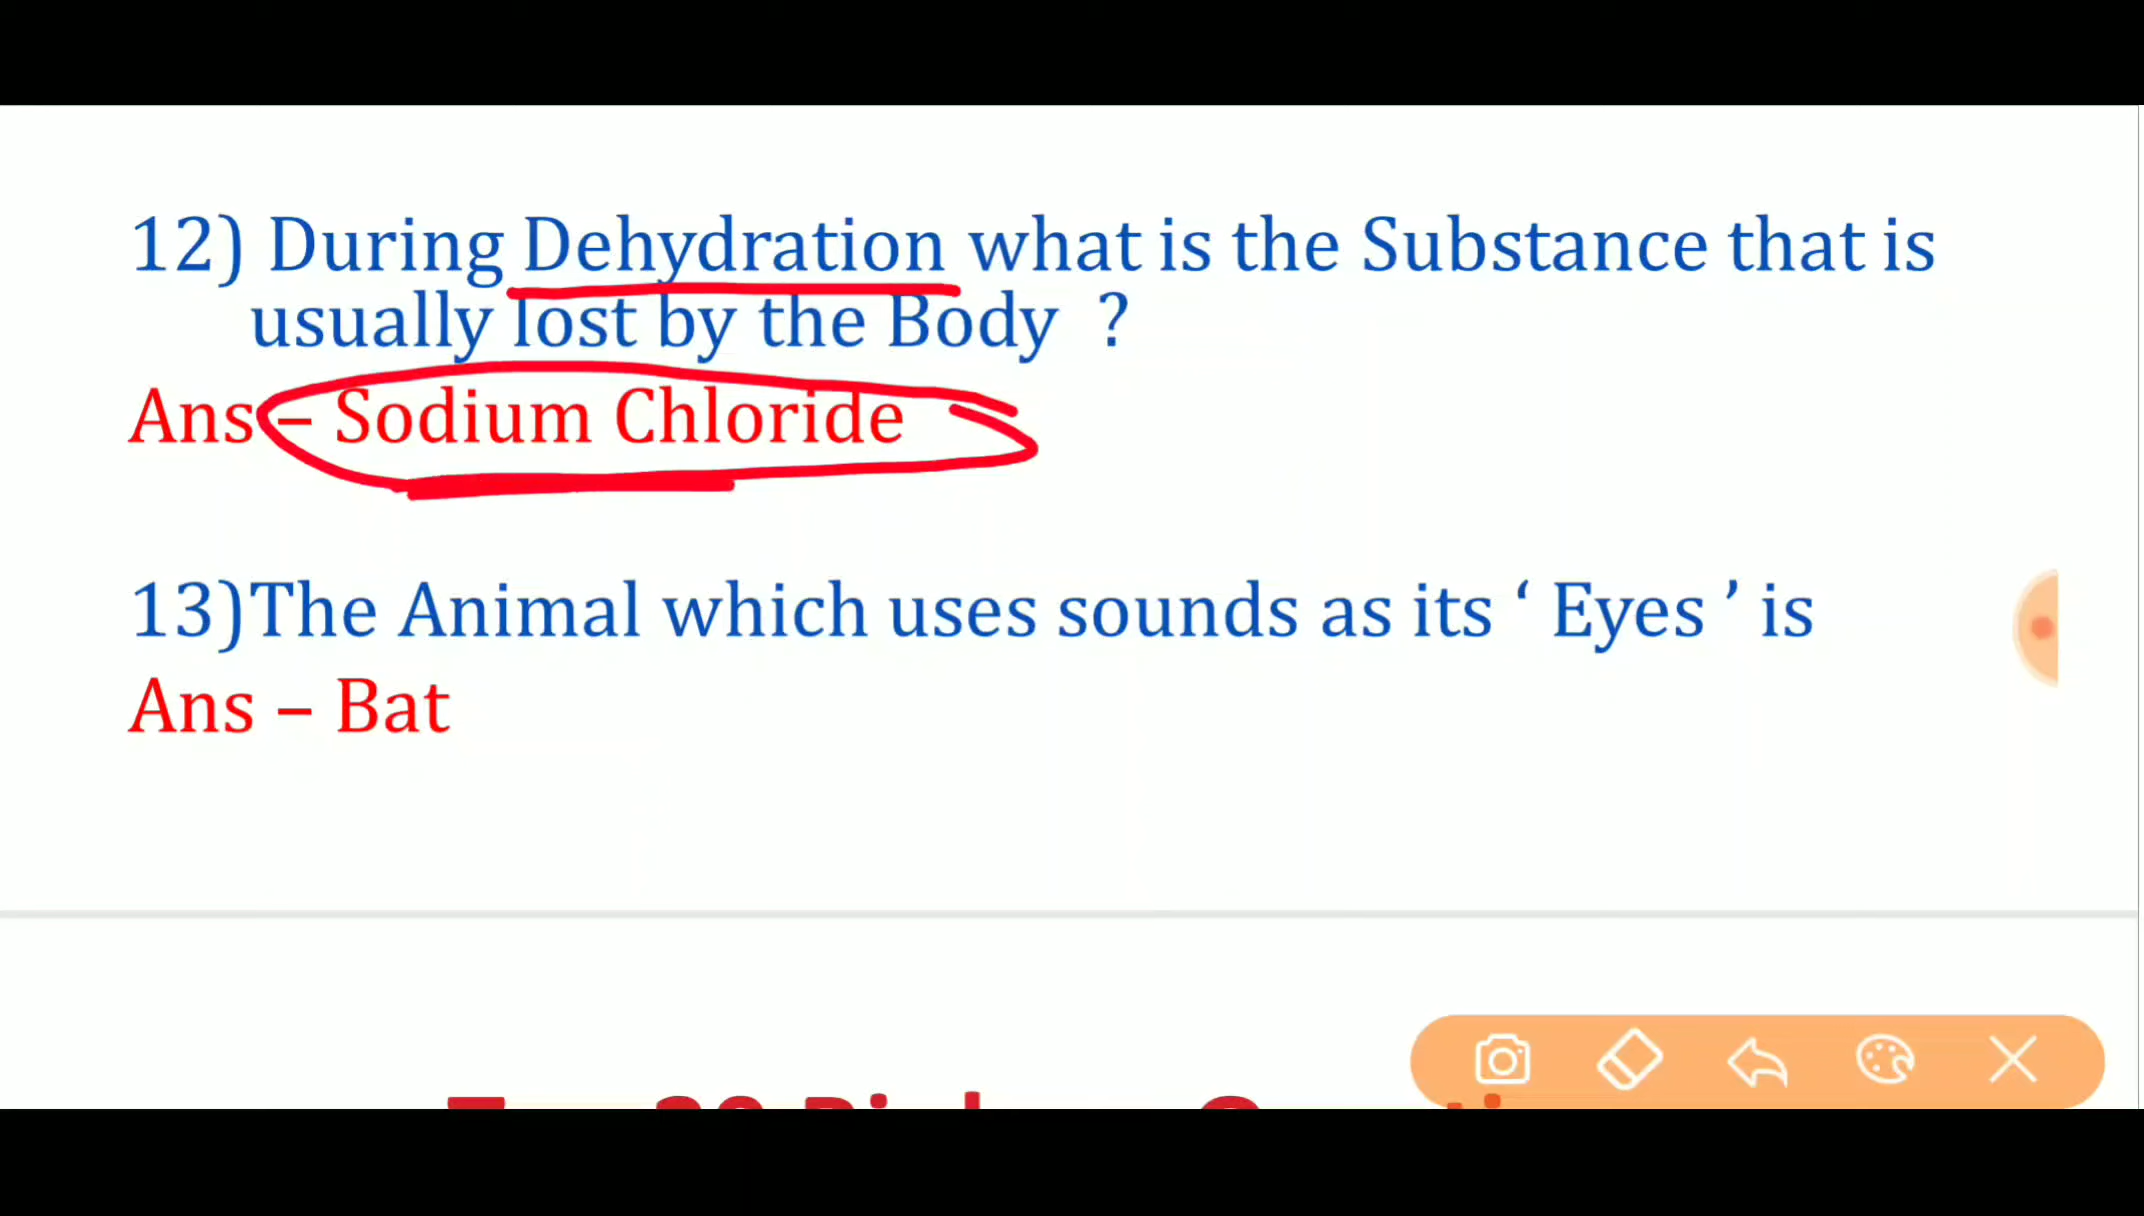 12) During Dehydration what is the Substance that is
usually lost by the Body ?
Ans – Sodium Chloride
13)The Animal which uses sounds as its ‘ Eyes ’ is
Ans – Bat